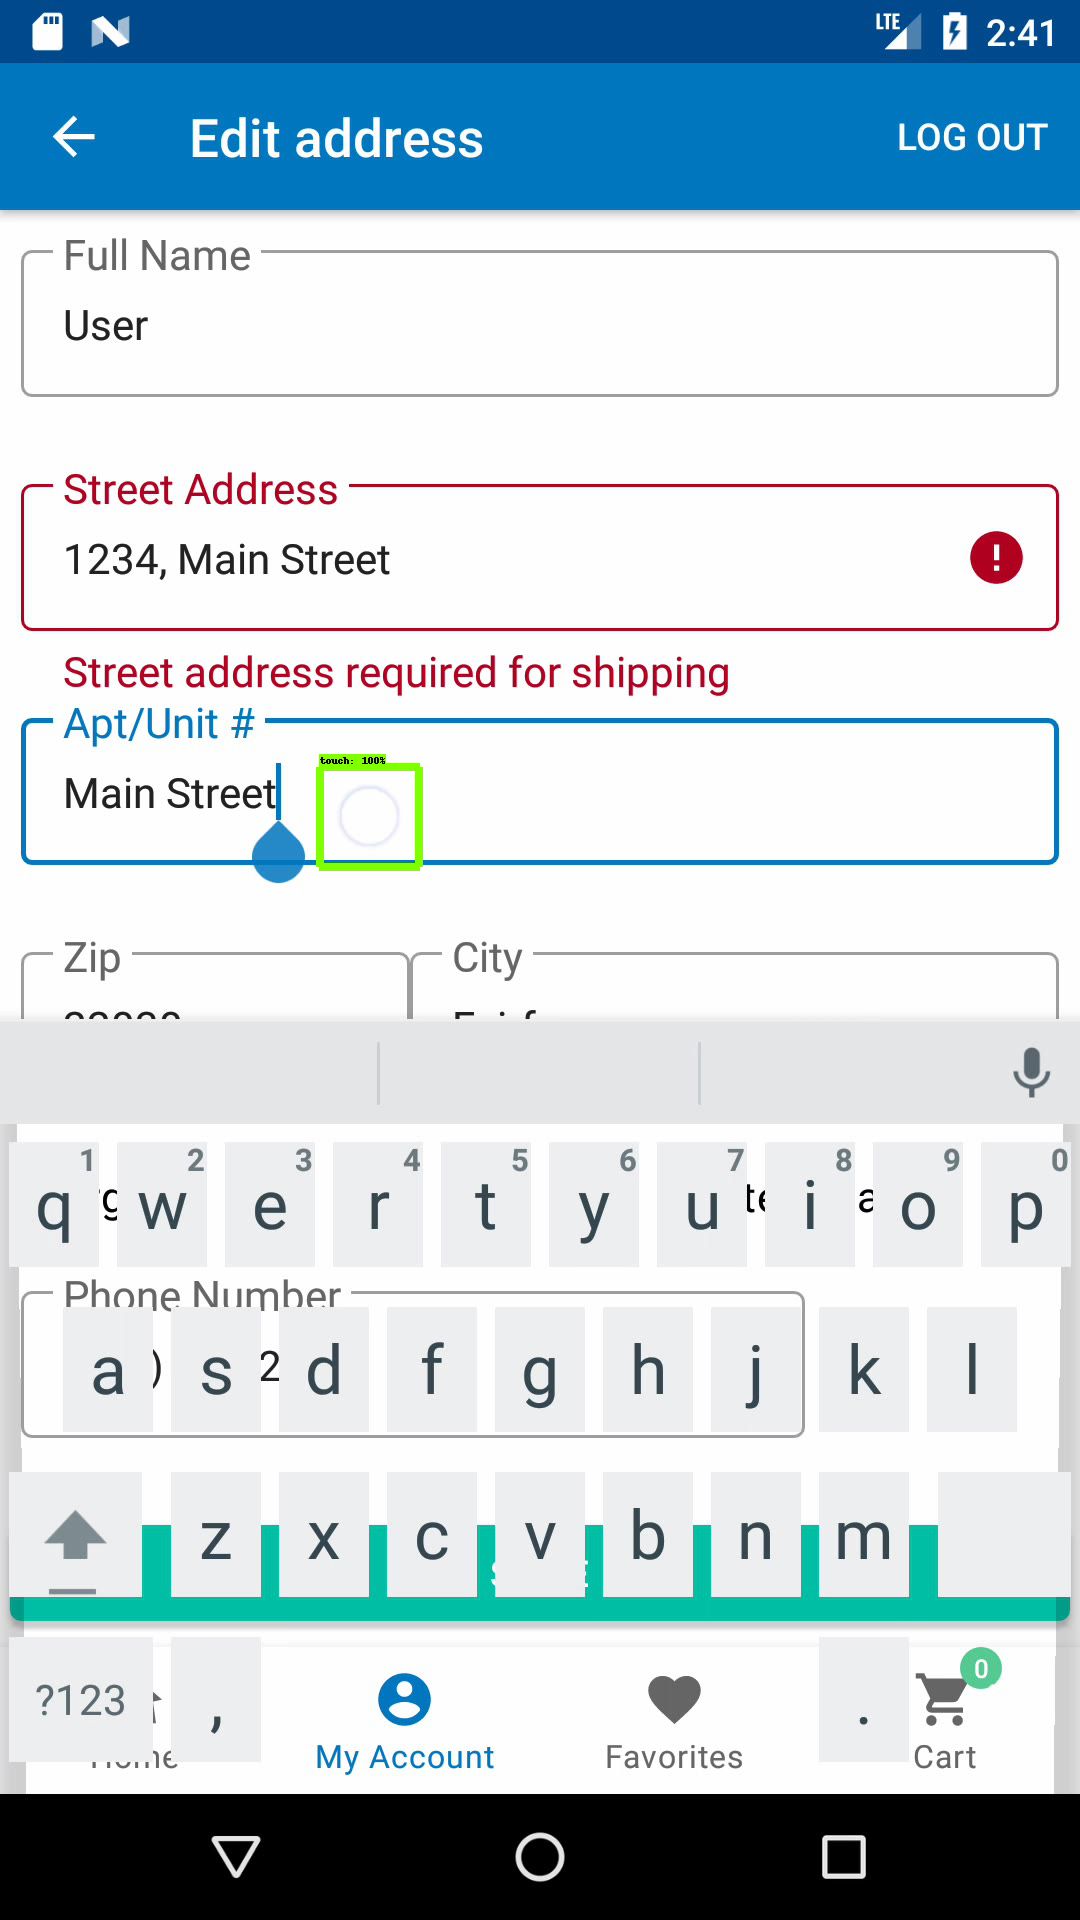 LTE 2:41
Edit address LOG OUT
Full Name
User
Street Address
1234, Main Street
!
Street address required for shipping
Apt/Unit #
touch: 100%
Main Street
Zip City
1 2 3 4 5 6 7 8 9 0
q w e r t y u i o p
Phone Number
a s d f g h j k l
z x c v b n m
?123 , .
0
Home My Account Favorites Cart